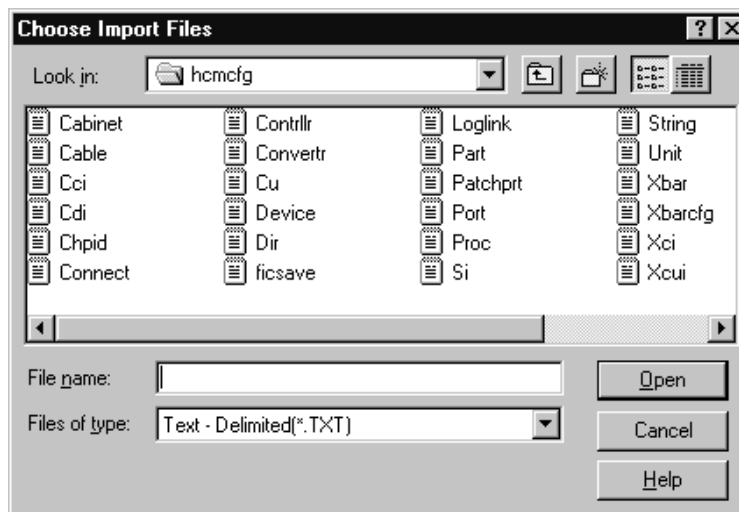 Choose Import Files
Look in: hcmcfg
Cabinet Contrllr Loglink String
Cable Convertr Part Unit
Cci Cu Patchprt Xbar
Cdi Device Port Xbarcfg
Chpid Dir Proc Xci
Connect ficsave Si Xcui
File name: Open
Files of type: Text - Delimited(*.TXT) Cancel
Help